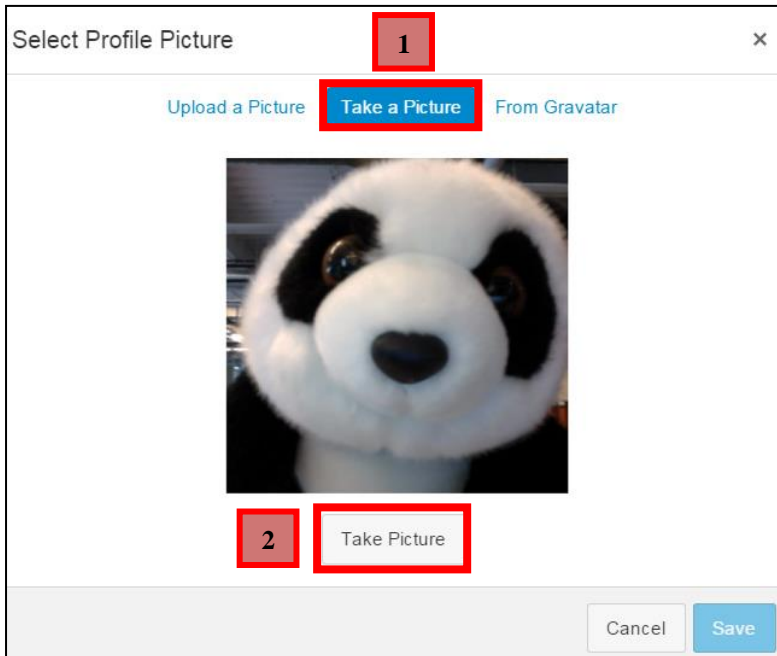 Select Profile Picture 1 ×
Upload a Picture Take a Picture From Gravatar
2 Take Picture
Cancel Save